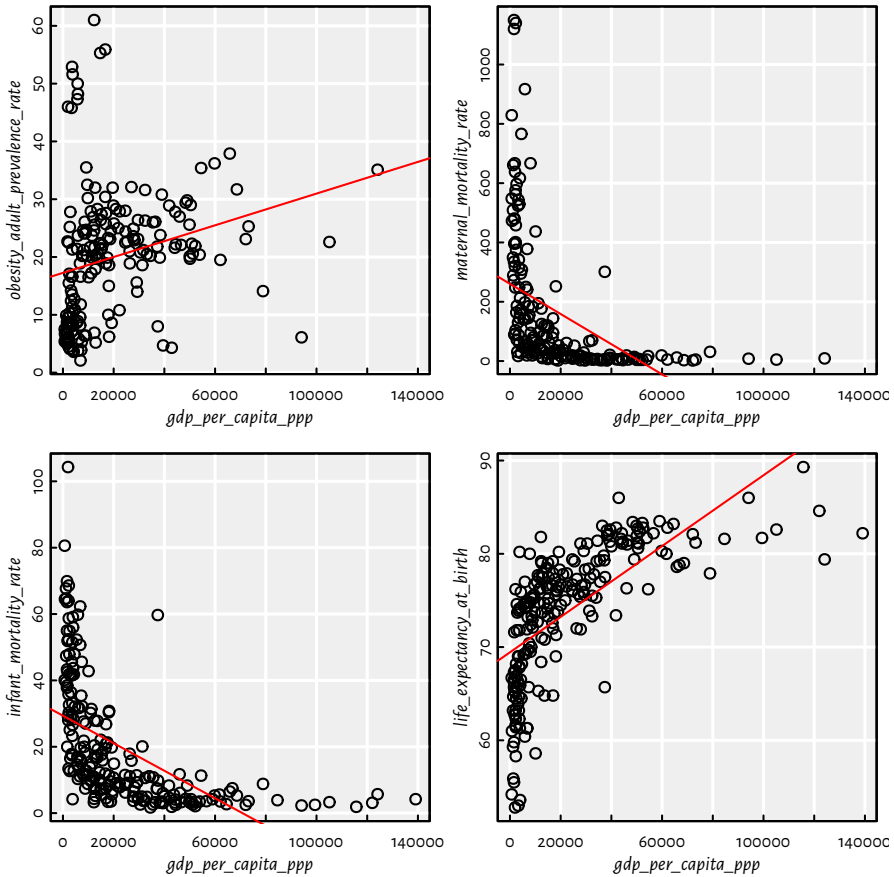 60
50
40
30
20
10
0
obesity_adult_prevalence_rate
0 20000 60000 100000 140000
gdp_per_capita_ppp
1000
800
600
400
200
0
maternal_mortality_rate
0 20000 60000 100000 140000
gdp_per_capita_ppp
100
80
60
40
20
0
infant_mortality_rate
0 20000 60000 100000 140000
gdp_per_capita_ppp
90
80
70
60
life_expectancy_at_birth
0 20000 60000 100000 140000
gdp_per_capita_ppp